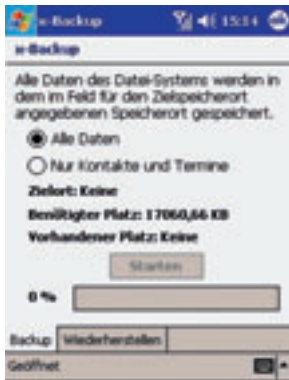 x-Backup 15:14
x-Backup
Alle Daten des Datei-Systems werden in
dem im Feld für den Zielspeicherort
angegebenen Speicherort gespeichert.
Alle Daten
Nur Kontakte und Termine
Zielort: Keine
Benötigter Platz: 17060,66 KB
Vorhandener Platz: Keine
Starten
0 %
Backup Wiederherstellen
Geöffnet